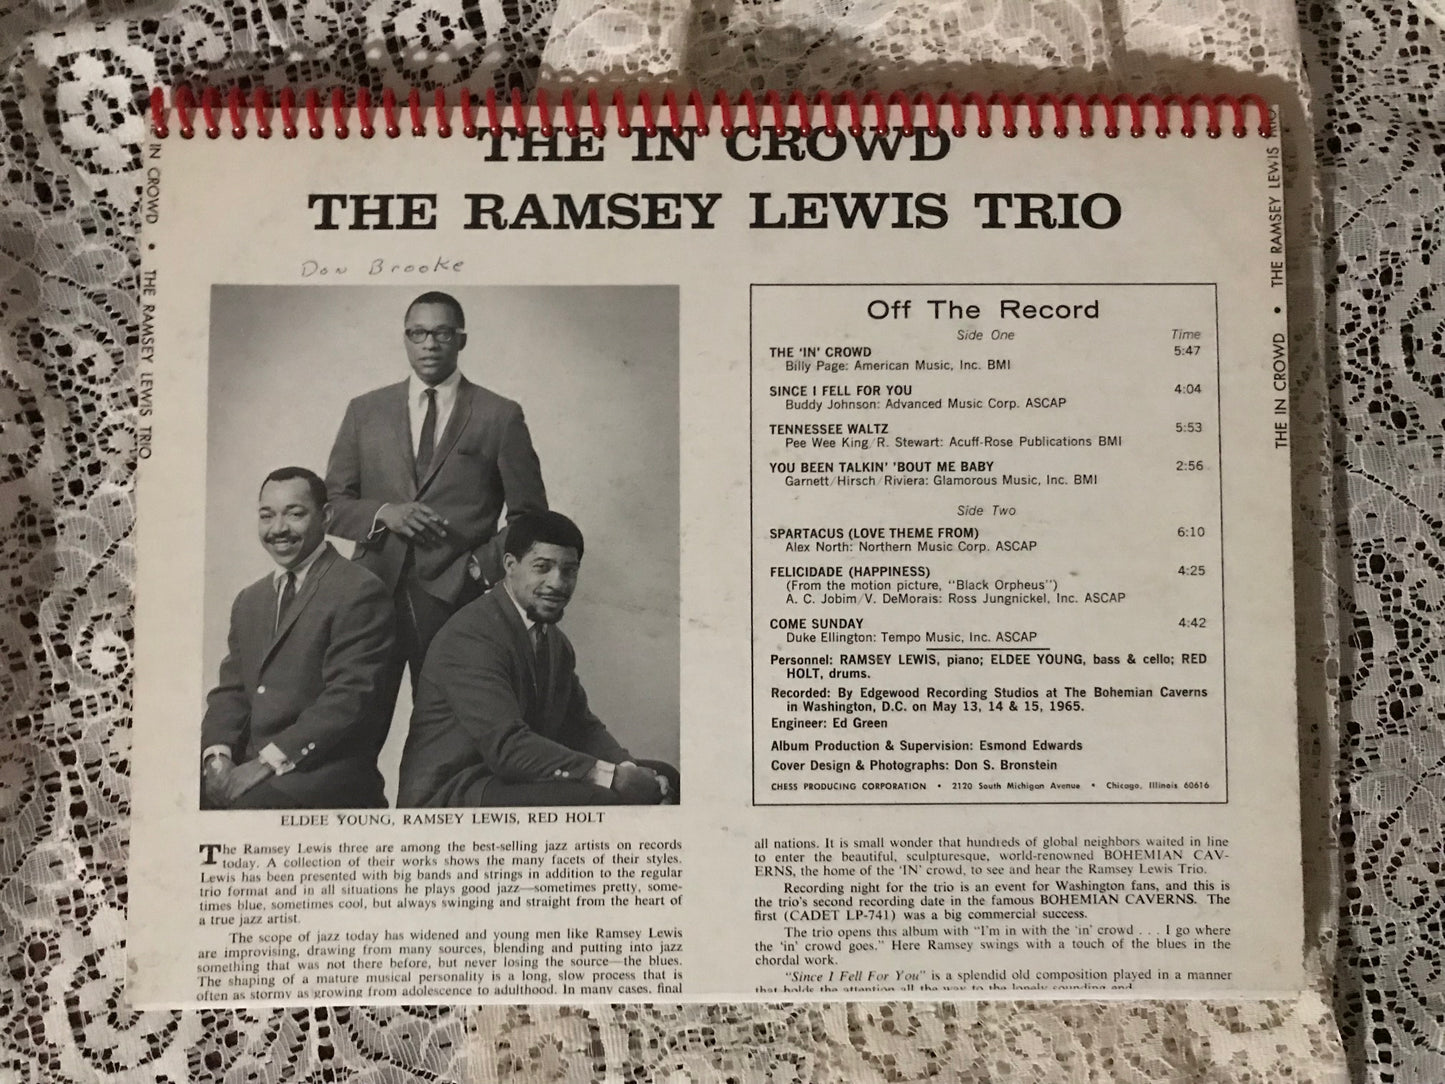 THE IN CROWD
THE RAMSEY LEWIS TRIO
Don Brooke
IN CROWD • THE RAMSEY LEWIS TRIO
THE IN CROWD • THE RAMSEY LEWIS TRIO
Off The Record
Side One Time
THE 'IN' CROWD 5:47
Billy Page: American Music, Inc. BMI
SINCE I FELL FOR YOU 4:04
Buddy Johnson: Advanced Music Corp. ASCAP
TENNESSEE WALTZ 5:53
Pee Wee King/R. Stewart: Acuff-Rose Publications BMI
YOU BEEN TALKIN' 'BOUT ME BABY 2:56
Garnett/Hirsch/Riviera: Glamorous Music, Inc. BMI
Side Two
SPARTACUS (LOVE THEME FROM) 6:10
Alex North: Northern Music Corp. ASCAP
FELICIDADE (HAPPINESS) 4:25
(From the motion picture, "Black Orpheus")
A. C. Jobim/V. DeMorais: Ross Jungnickel, Inc. ASCAP
COME SUNDAY 4:42
Duke Ellington: Tempo Music, Inc. ASCAP
Personnel: RAMSEY LEWIS, piano; ELDEE YOUNG, bass & cello; RED
HOLT, drums.
Recorded: By Edgewood Recording Studios at The Bohemian Caverns
in Washington, D.C. on May 13, 14 & 15, 1965.
Engineer: Ed Green
Album Production & Supervision: Esmond Edwards
Cover Design & Photographs: Don S. Bronstein
CHESS PRODUCING CORPORATION • 2120 South Michigan Avenue • Chicago, Illinois 60616
ELDEE YOUNG, RAMSEY LEWIS, RED HOLT
The Ramsey Lewis three are among the best-selling jazz artists on records
today. A collection of their works shows the many facets of their styles.
Lewis has been presented with big bands and strings in addition to the regular
trio format and in all situations he plays good jazz—sometimes pretty, some-
times blue, sometimes cool, but always swinging and straight from the heart of
a true jazz artist.
The scope of jazz today has widened and young men like Ramsey Lewis
are improvising, drawing from many sources, blending and putting into jazz
something that was not there before, but never losing the source—the blues.
The shaping of a mature musical personality is a long, slow process that is
often as stormy as growing from adolescence to adulthood. In many cases, final
all nations. It is small wonder that hundreds of global neighbors waited in line
to enter the beautiful, sculpturesque, world-renowned BOHEMIAN CAV-
ERNS, the home of the 'IN' crowd, to see and hear the Ramsey Lewis Trio.
Recording night for the trio is an event for Washington fans, and this is
the trio's second recording date in the famous BOHEMIAN CAVERNS. The
first (CADET LP-741) was a big commercial success.
The trio opens this album with "I'm in with the 'in' crowd . . . I go where
the 'in' crowd goes." Here Ramsey swings with a touch of the blues in the
chordal work.
"Since I Fell For You" is a splendid old composition played in a manner
that holds the attention all the way to the lonely sounding end